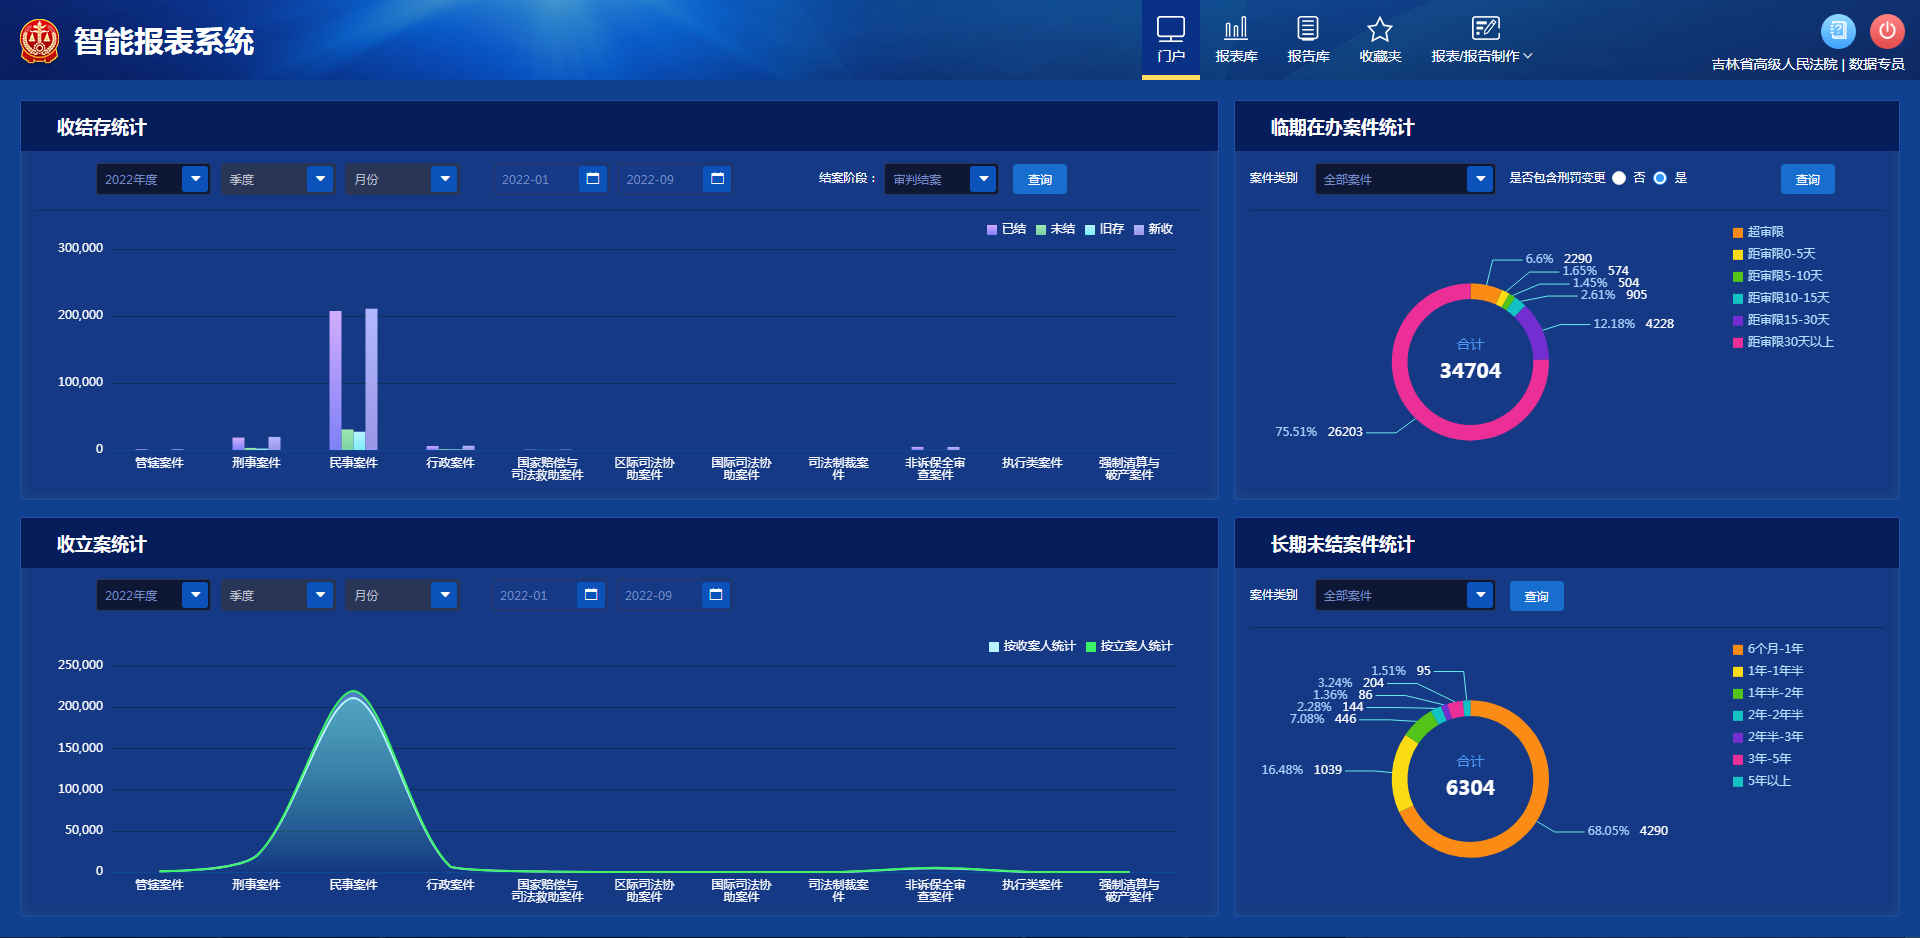 智能报表系统
门户
报表库
报告库
收藏夹
报表/报告制作
吉林省高级人民法院 | 数据专员
收结存统计
2022年度
季度
月份
2022-01
2022-09
结案阶段：
审判结案
查询
已结
未结
旧存
新收
300,000
200,000
100,000
0
管辖案件
刑事案件
民事案件
行政案件
国家赔偿与
司法救助案件
区际司法协
助案件
国际司法协
助案件
司法制裁案
件
非诉保全审
查案件
执行类案件
强制清算与
破产案件
临期在办案件统计
案件类别
全部案件
是否包含刑罚变更
否
是
查询
超审限
距审限0-5天
距审限5-10天
距审限10-15天
距审限15-30天
距审限30天以上
6.6% 2290
1.65% 574
1.45% 504
2.61% 905
12.18% 4228
75.51% 26203
合计
34704
收立案统计
2022年度
季度
月份
2022-01
2022-09
按收案人统计
按立案人统计
250,000
200,000
150,000
100,000
50,000
0
管辖案件
刑事案件
民事案件
行政案件
国家赔偿与
司法救助案件
区际司法协
助案件
国际司法协
助案件
司法制裁案
件
非诉保全审
查案件
执行类案件
强制清算与
破产案件
长期未结案件统计
案件类别
全部案件
查询
6个月-1年
1年-1年半
1年半-2年
2年-2年半
2年半-3年
3年-5年
5年以上
1.51% 95
3.24% 204
1.36% 86
2.28% 144
7.08% 446
16.48% 1039
68.05% 4290
合计
6304